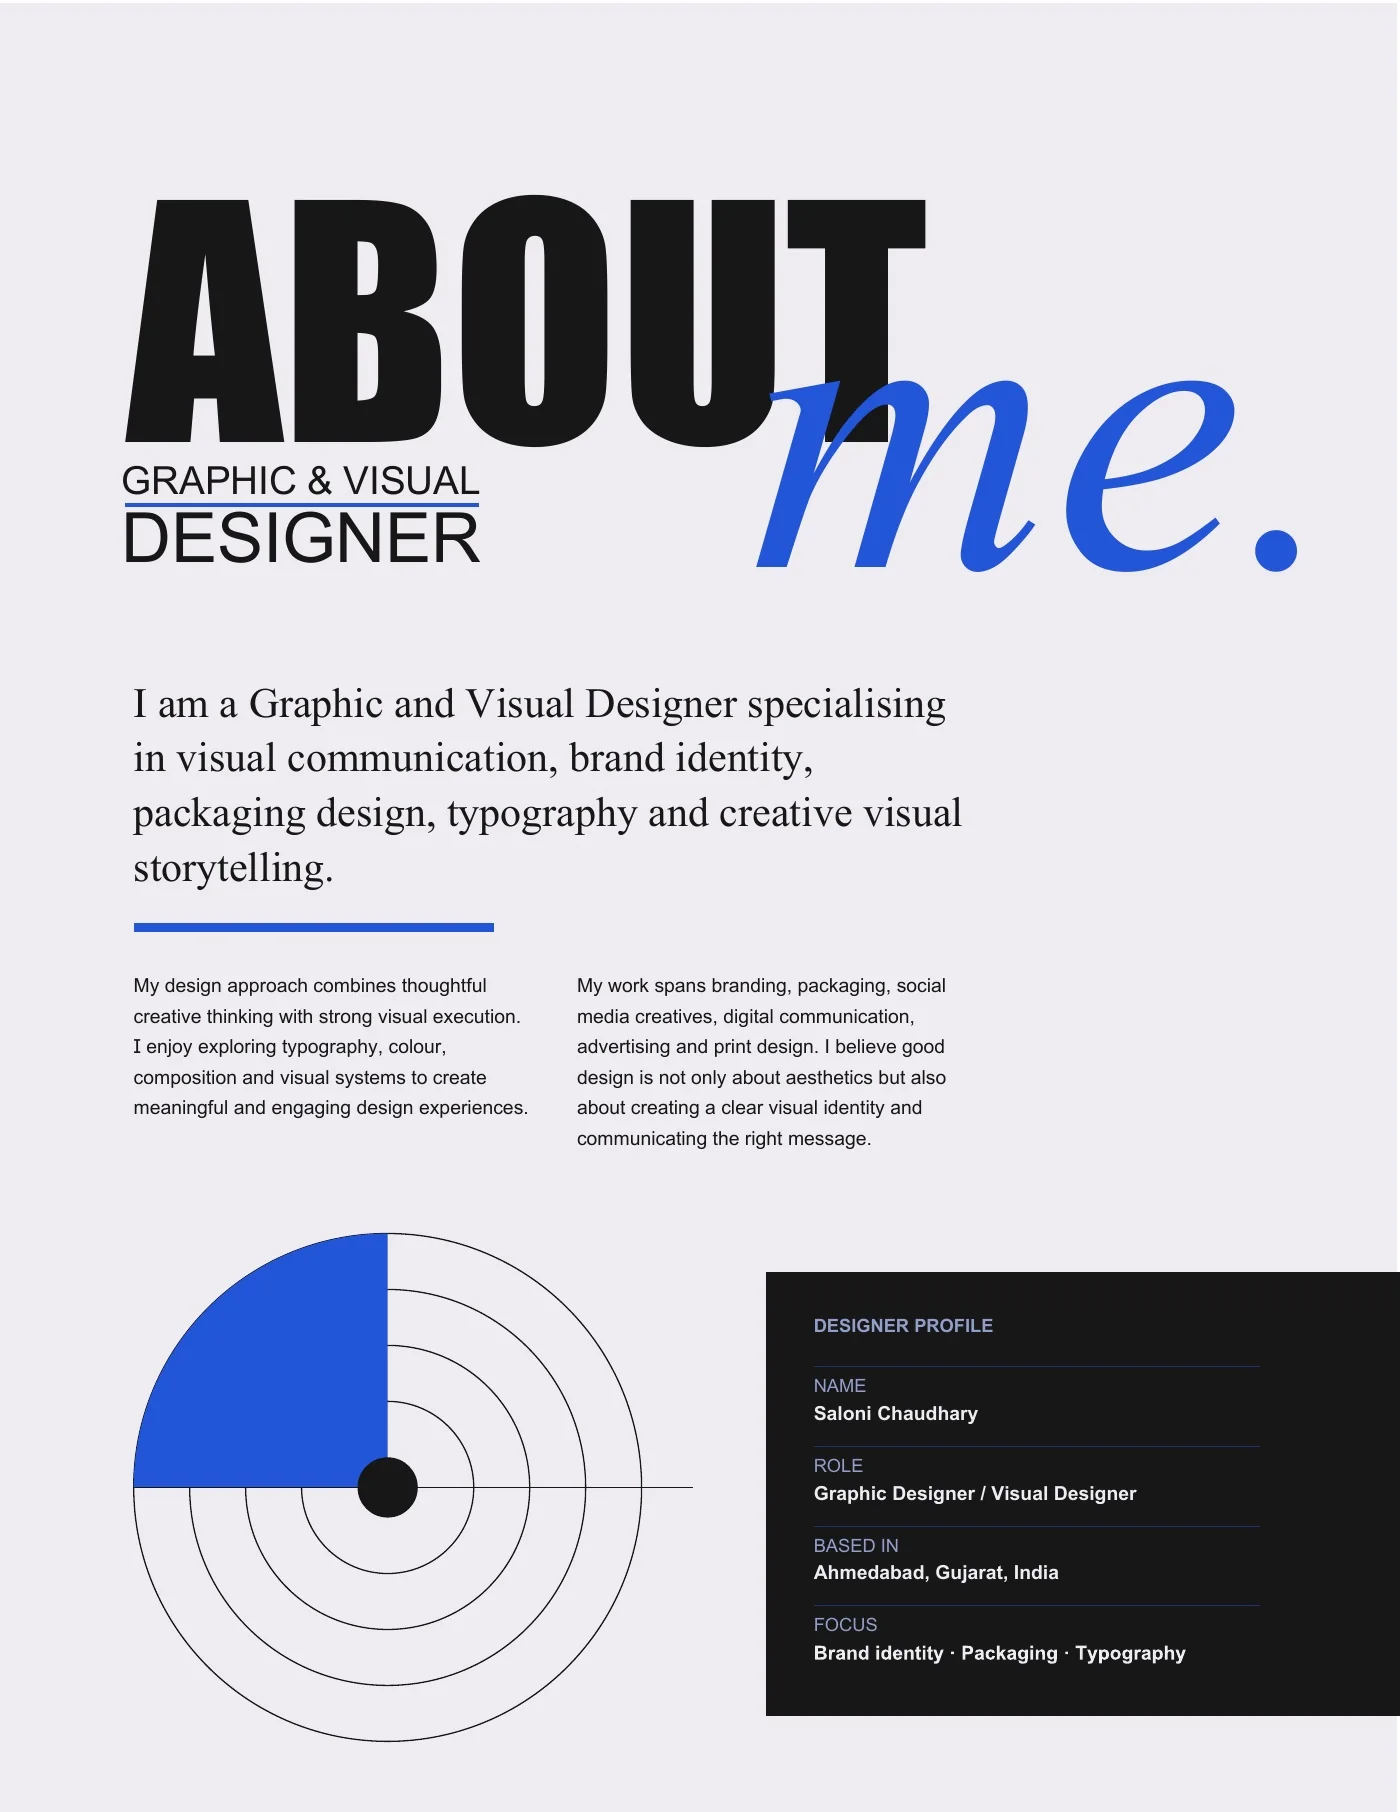 ABOUT
me.
GRAPHIC & VISUAL
DESIGNER
I am a Graphic and Visual Designer specialising
in visual communication, brand identity,
packaging design, typography and creative visual
storytelling.
My design approach combines thoughtful
creative thinking with strong visual execution.
I enjoy exploring typography, colour,
composition and visual systems to create
meaningful and engaging design experiences.
My work spans branding, packaging, social
media creatives, digital communication,
advertising and print design. I believe good
design is not only about aesthetics but also
about creating a clear visual identity and
communicating the right message.
DESIGNER PROFILE
NAME
Saloni Chaudhary
ROLE
Graphic Designer / Visual Designer
BASED IN
Ahmedabad, Gujarat, India
FOCUS
Brand identity · Packaging · Typography